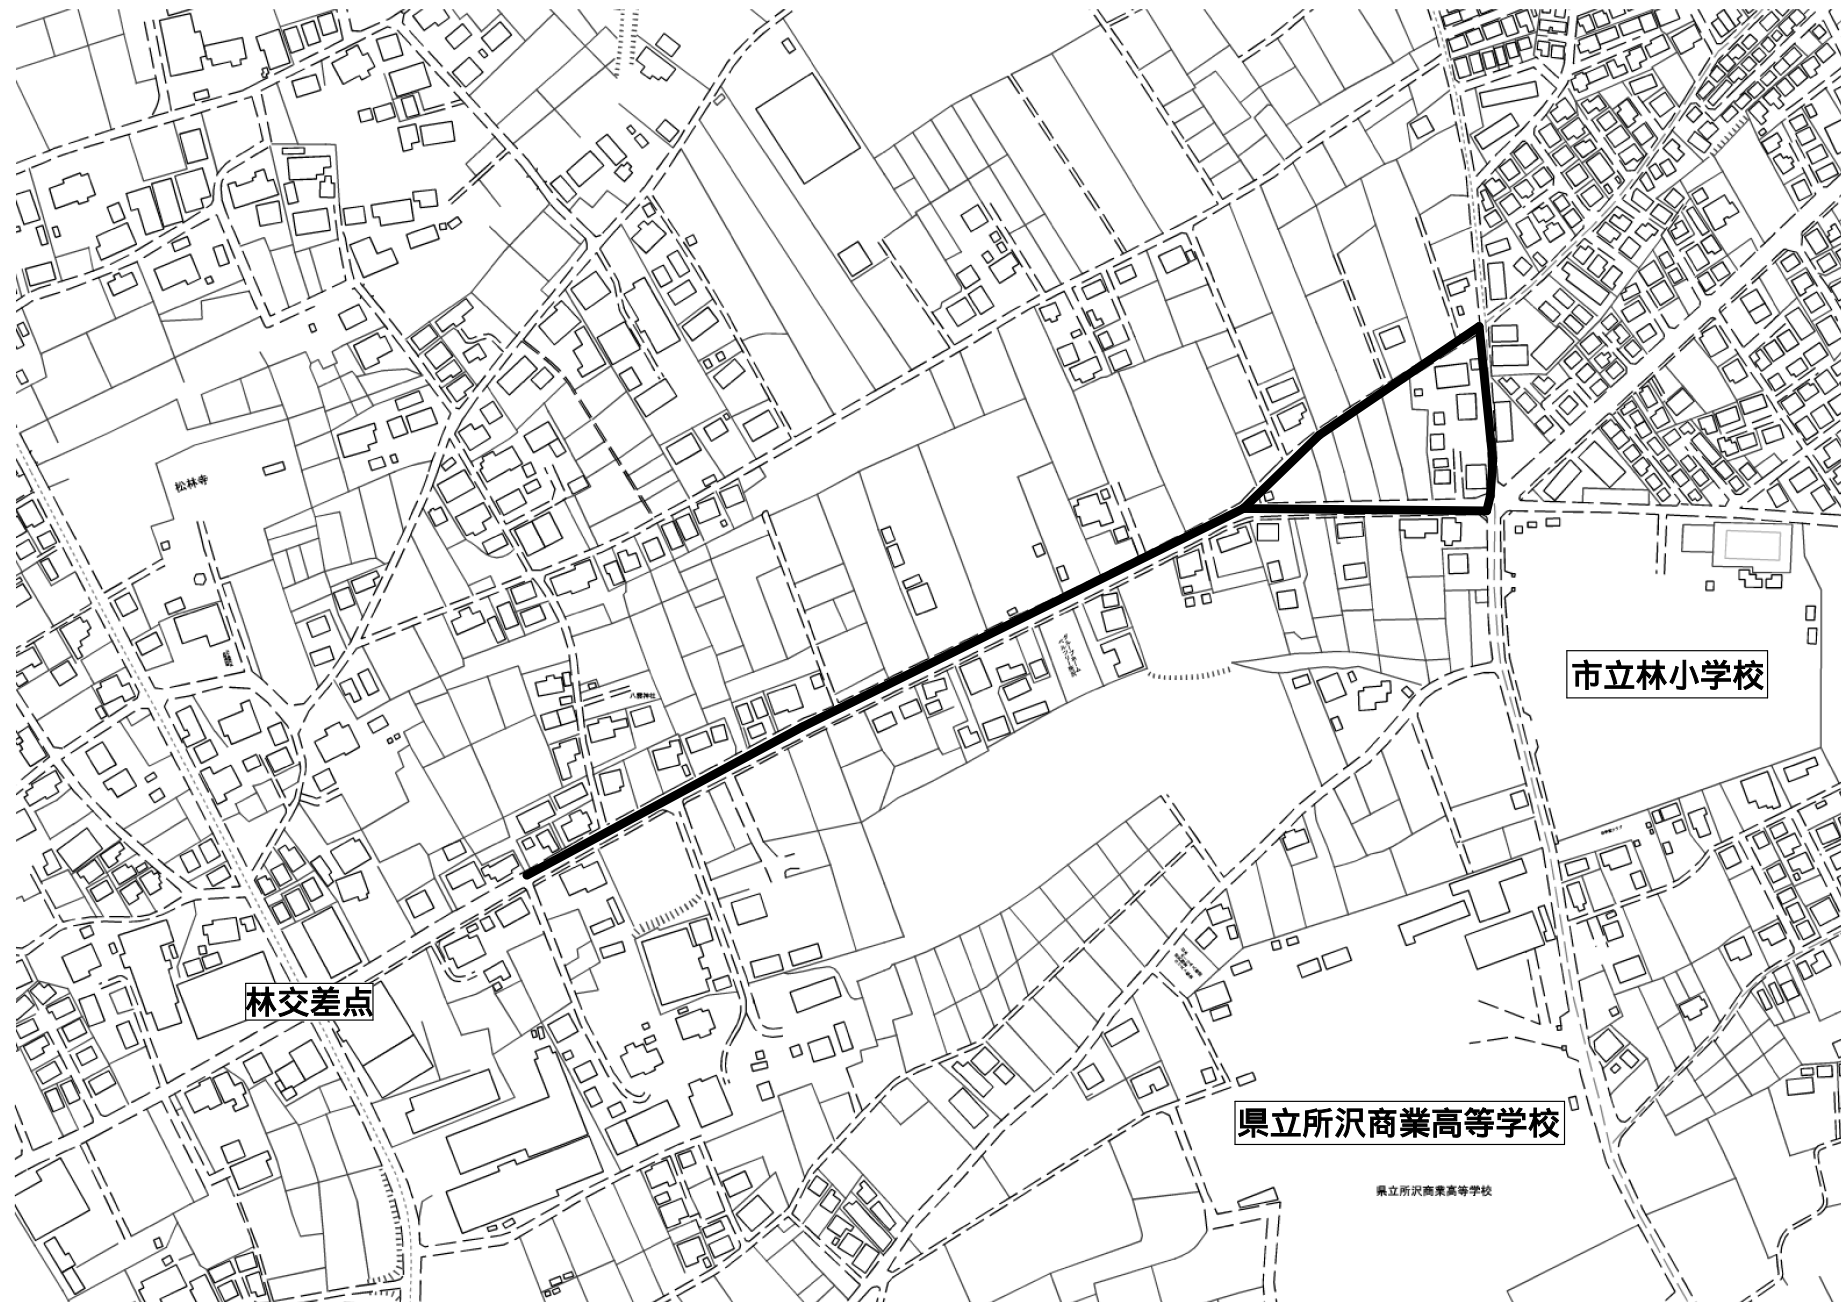 松林寺
八雲神社
市立林小学校
林交差点
県立所沢商業高等学校
県立所沢商業高等学校